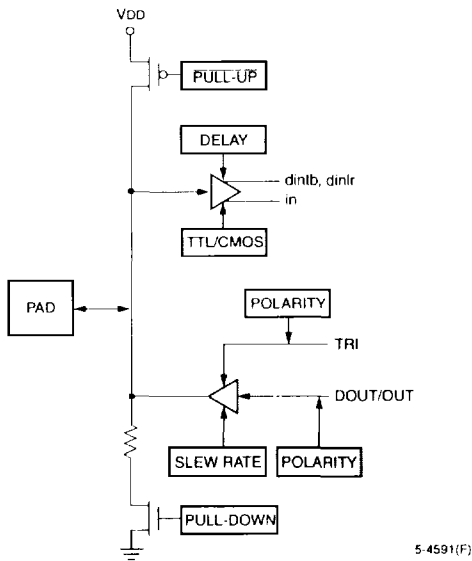 VDD
PULL-UP
DELAY
dintb, dinlr
in
TTL/CMOS
PAD
POLARITY
TRI
DOUT/OUT
SLEW RATE
POLARITY
PULL-DOWN
5-4591(F)